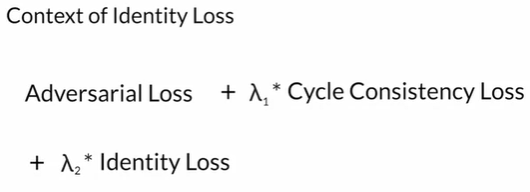 Context of Identity Loss
Adversarial Loss + λ₁* Cycle Consistency Loss
+ λ₂* Identity Loss